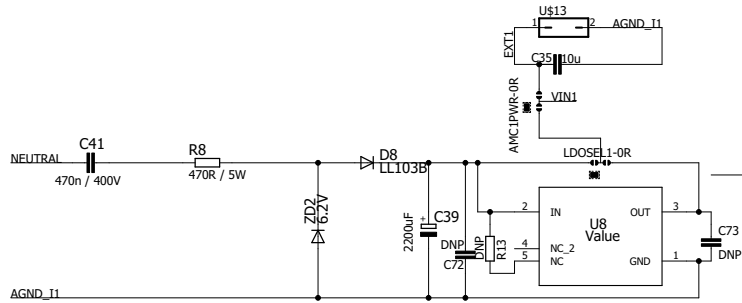 U$13
1
2
AGND_I1
EXT1
C35
10u
AMC1PWR-0R
VIN1
C41
R8
D8
LL103B
LDOSEL1-0R
NEUTRAL
470n / 400V
470R / 5W
ZD2
6.2V
2200uF
+
C39
DNP
C72
DNP
R13
2
IN
OUT
3
U8
Value
4
NC_2
5
NC
GND
1
C73
DNP
AGND_I1